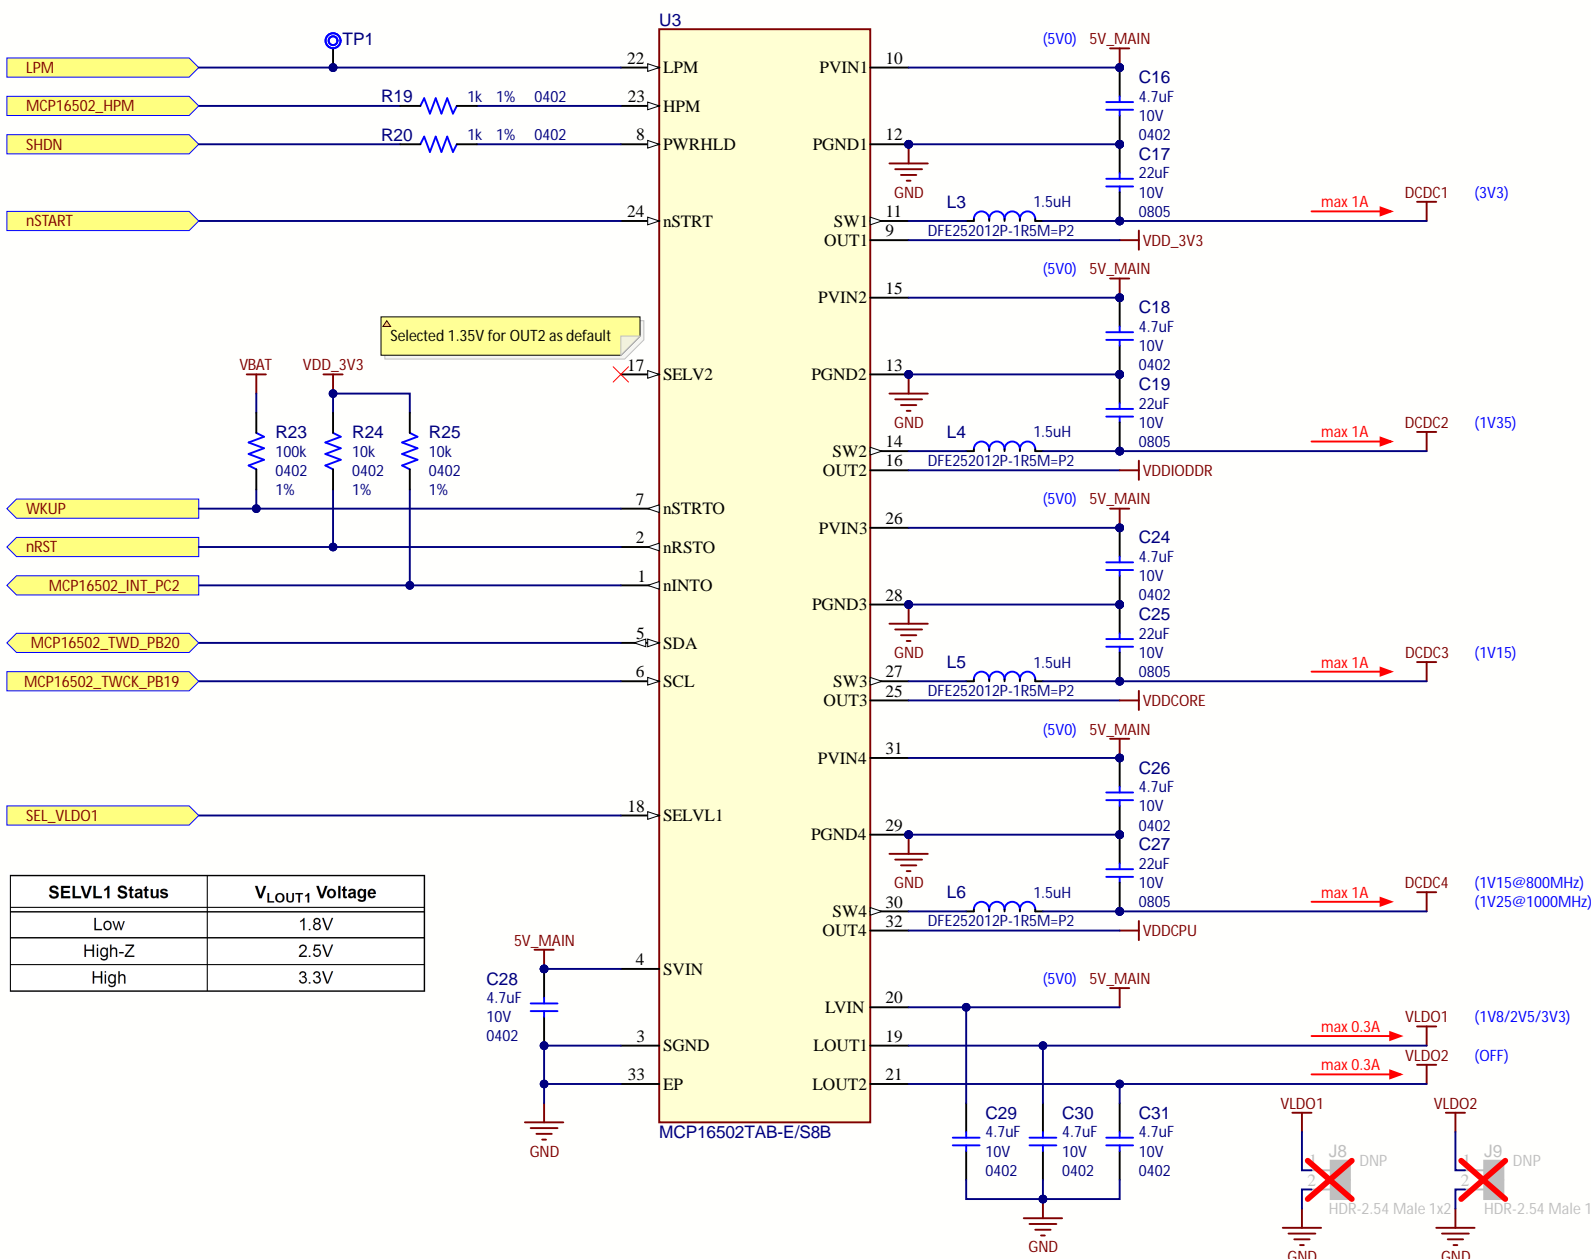 U3
TP1
LPM
22
LPM
MCP16502_HPM
R19
1k 1% 0402
23
HPM
SHDN
R20
1k 1% 0402
8
PWRHLD
nSTART
24
nSTRT
Selected 1.35V for OUT2 as default
17
SELV2
VBAT
VDD_3V3
R23
100k
0402
1%
R24
10k
0402
1%
R25
10k
0402
1%
WKUP
7
nSTRTO
nRST
2
nRSTO
MCP16502_INT_PC2
1
nINTO
MCP16502_TWD_PB20
5
SDA
MCP16502_TWCK_PB19
6
SCL
SEL_VLDO1
18
SELVL1
SELVL1 Status VLOUT1 Voltage
Low 1.8V
High-Z 2.5V
High 3.3V
5V_MAIN
C28
4.7uF
10V
0402
4
SVIN
3
SGND
33
EP
GND
MCP16502TAB-E/S8B
(5V0) 5V_MAIN
PVIN1
10
C16
4.7uF
10V
0402
PGND1
12
GND
C17
22uF
10V
0805
SW1
11
L3
1.5uH
DFE252012P-1R5M=P2
max 1A
DCDC1
(3V3)
OUT1
9
VDD_3V3
(5V0) 5V_MAIN
PVIN2
15
C18
4.7uF
10V
0402
PGND2
13
GND
C19
22uF
10V
0805
SW2
14
L4
1.5uH
DFE252012P-1R5M=P2
max 1A
DCDC2
(1V35)
OUT2
16
VDDIODDR
(5V0) 5V_MAIN
PVIN3
26
C24
4.7uF
10V
0402
PGND3
28
GND
C25
22uF
10V
0805
SW3
27
L5
1.5uH
DFE252012P-1R5M=P2
max 1A
DCDC3
(1V15)
OUT3
25
VDDCORE
(5V0) 5V_MAIN
PVIN4
31
C26
4.7uF
10V
0402
PGND4
29
GND
C27
22uF
10V
0805
SW4
30
L6
1.5uH
DFE252012P-1R5M=P2
max 1A
DCDC4
(1V15@800MHz)
(1V25@1000MHz)
OUT4
32
VDDCPU
(5V0) 5V_MAIN
LVIN
20
LOUT1
19
max 0.3A
VLDO1
(1V8/2V5/3V3)
LOUT2
21
max 0.3A
VLDO2
(OFF)
C29
4.7uF
10V
0402
C30
4.7uF
10V
0402
C31
4.7uF
10V
0402
GND
VLDO1
J8
DNP
1
2
HDR-2.54 Male 1x2
GND
VLDO2
J9
DNP
1
2
HDR-2.54 Male 1
GND